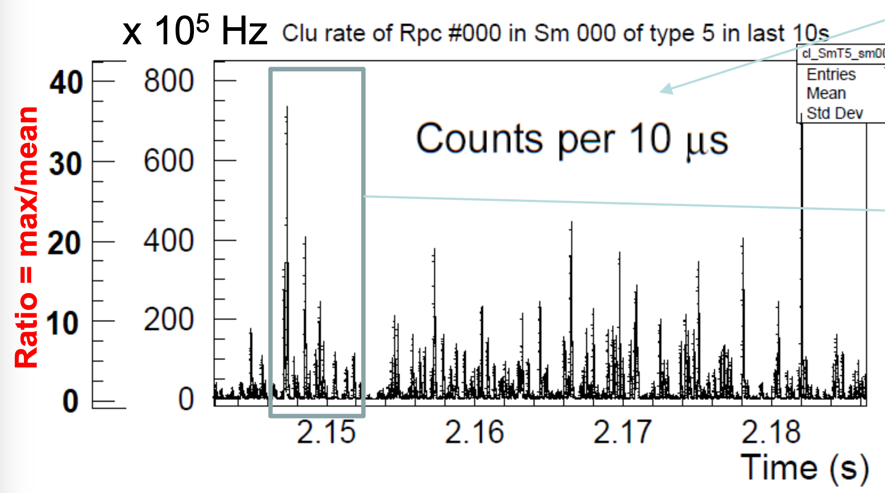 x 10⁵ Hz
Clu rate of Rpc #000 in Sm 000 of type 5 in last 10s
cl_SmT5_sm00
Entries
Mean
Std Dev
Counts per 10 μs
Ratio = max/mean
40
30
20
10
0
800
600
400
200
0
2.15 2.16 2.17 2.18
Time (s)